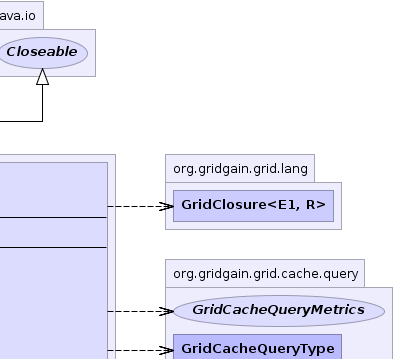 ava.io
Closeable
org.gridgain.grid.lang
GridClosure<E1, R>
org.gridgain.grid.cache.query
GridCacheQueryMetrics
GridCacheQueryType